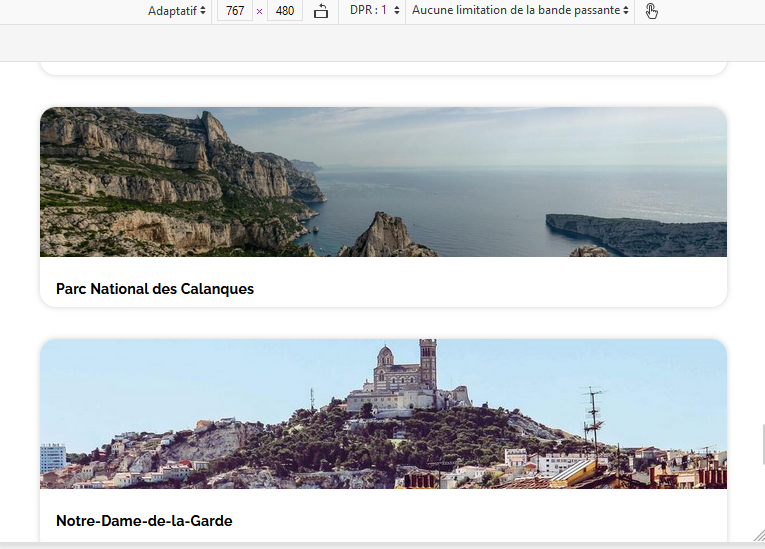 Adaptatif 767 × 480 DPR : 1 Aucune limitation de la bande passante
Parc National des Calanques
Notre-Dame-de-la-Garde